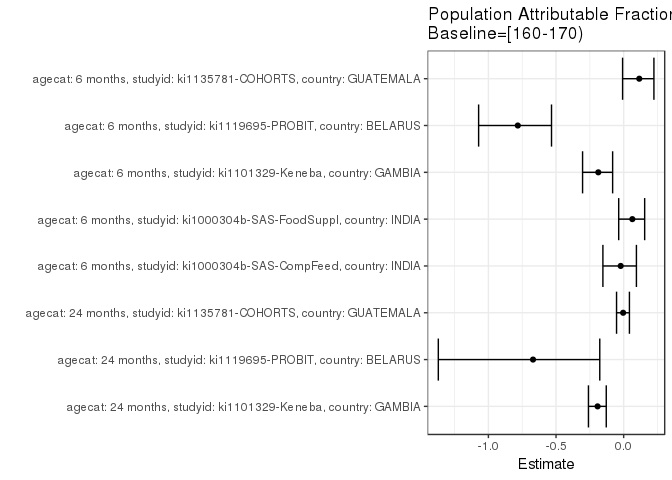 Population Attributable Fraction
Baseline=[160-170)
agecat: 6 months, studyid: ki1135781-COHORTS, country: GUATEMALA
agecat: 6 months, studyid: ki1119695-PROBIT, country: BELARUS
agecat: 6 months, studyid: ki1101329-Keneba, country: GAMBIA
agecat: 6 months, studyid: ki1000304b-SAS-FoodSuppl, country: INDIA
agecat: 6 months, studyid: ki1000304b-SAS-CompFeed, country: INDIA
agecat: 24 months, studyid: ki1135781-COHORTS, country: GUATEMALA
agecat: 24 months, studyid: ki1119695-PROBIT, country: BELARUS
agecat: 24 months, studyid: ki1101329-Keneba, country: GAMBIA
-1.0 -0.5 0.0
Estimate